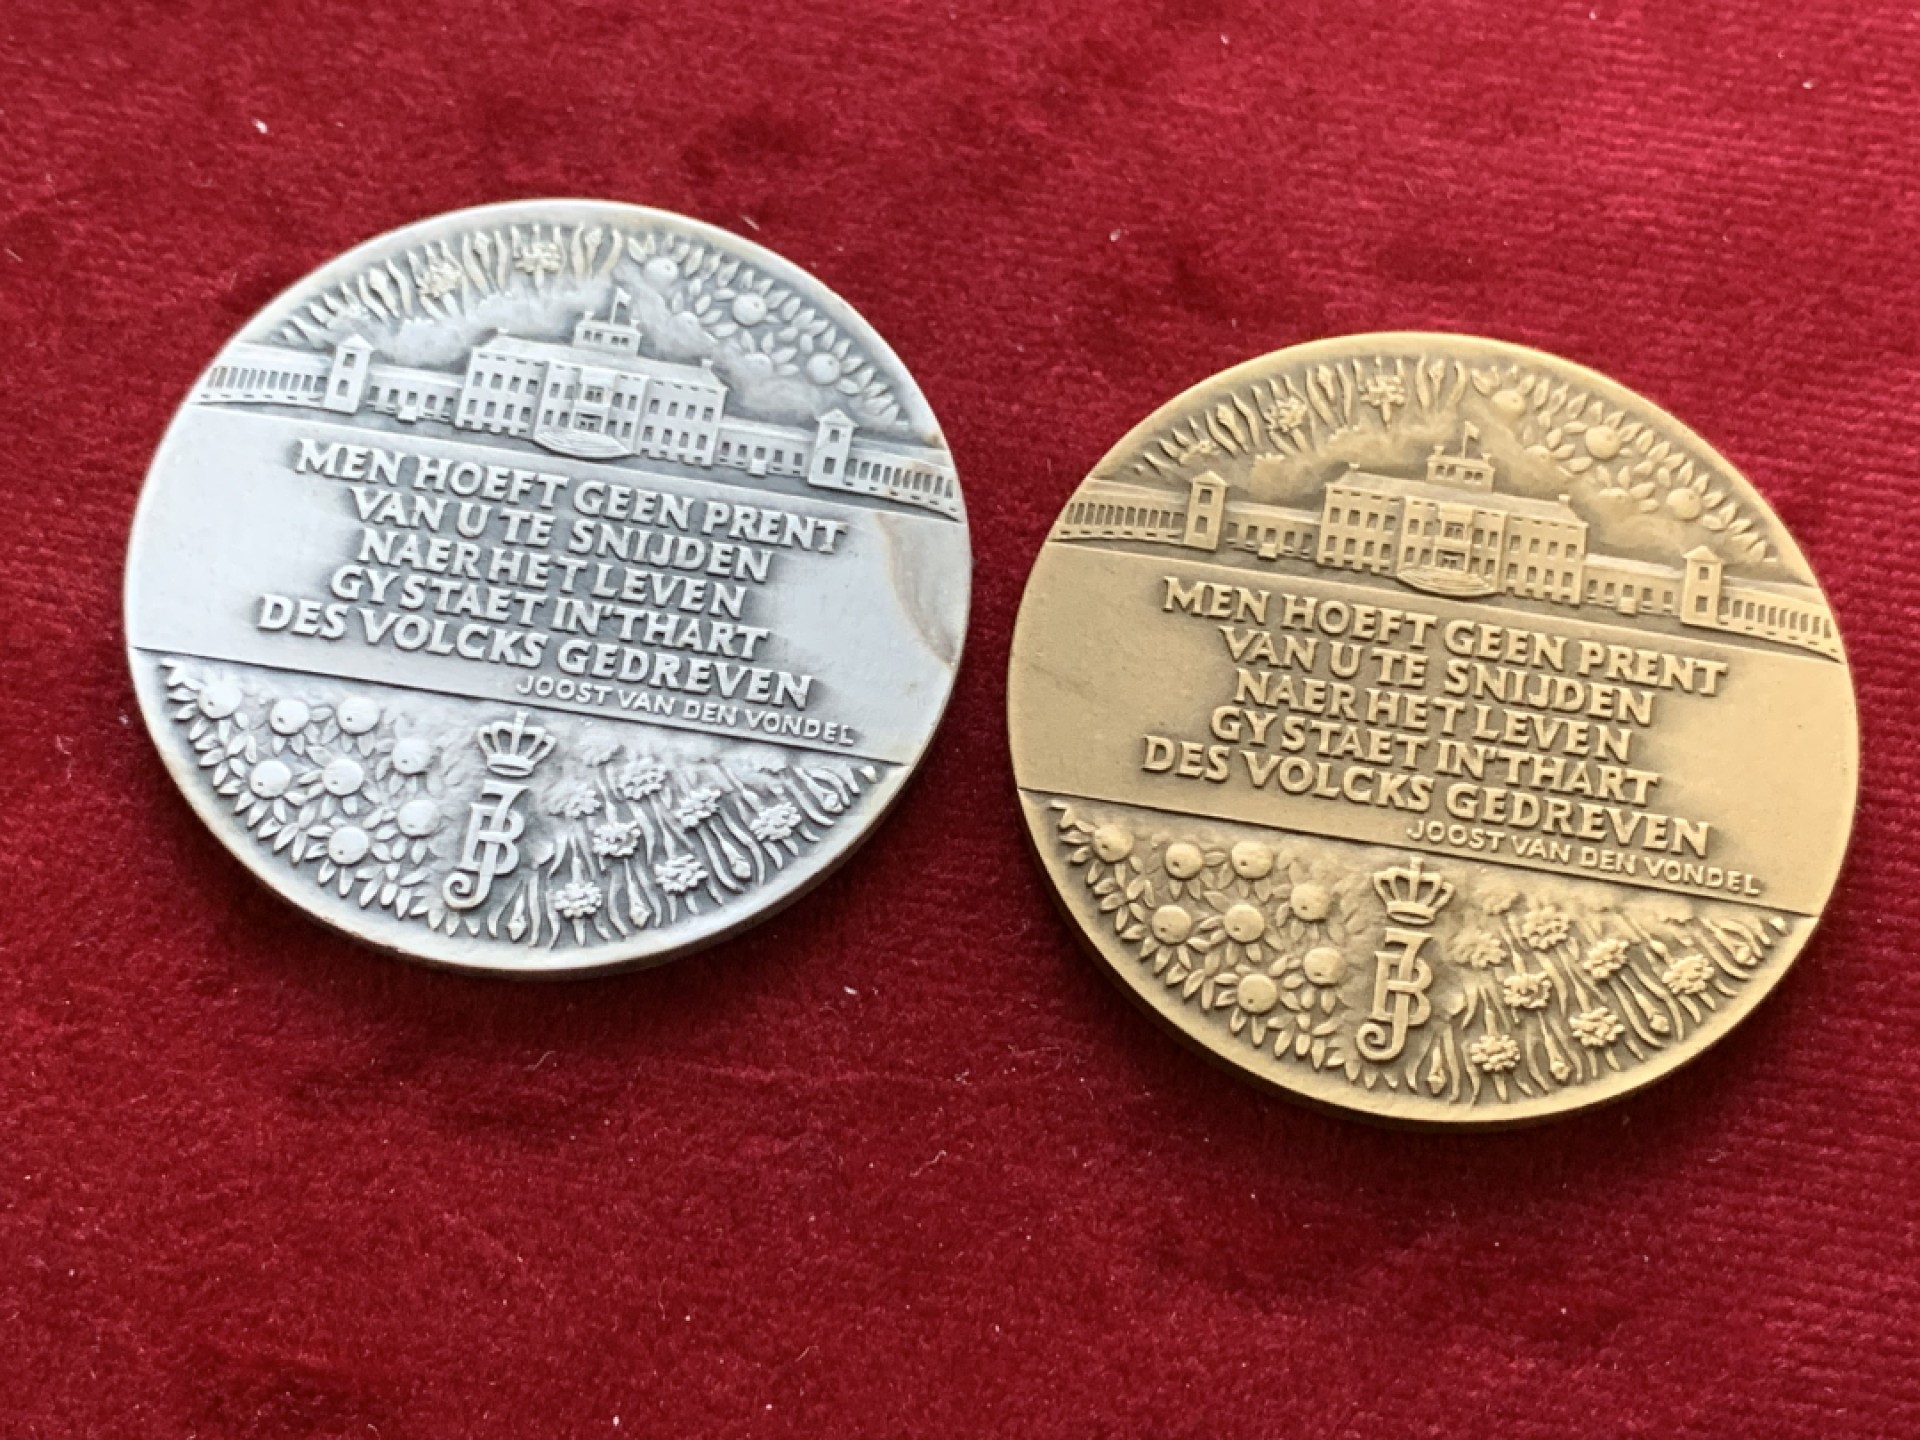 MEN HOEFT GEEN PRENT
VAN U TE SNIJDEN
NAER HET LEVEN
GY STAET IN'THART
DES VOLCKS GEDREVEN
JOOST VAN DEN VONDEL
JBJ
MEN HOEFT GEEN PRENT
VAN U TE SNIJDEN
NAER HET LEVEN
GY STAET IN'THART
DES VOLCKS GEDREVEN
JOOST VAN DEN VONDEL
JBJ